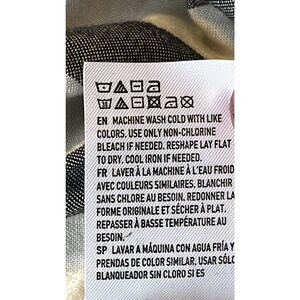 EN MACHINE WASH COLD WITH LIKE
COLORS. USE ONLY NON-CHLORINE
BLEACH IF NEEDED. RESHAPE LAY FLAT
TO DRY. COOL IRON IF NEEDED.
FR LAVER À LA MACHINE À L'EAU FROID
AVEC COULEURS SIMILAIRES. BLANCHIR
SANS CHLORE AU BESOIN. REDONNER LA
FORME ORIGINALE ET SÉCHER À PLAT.
REPASSER À BASSE TEMPÉRATURE AU
BESOIN.
SP LAVAR A MÁQUINA CON AGUA FRÍA Y
PRENDAS DE COLOR SIMILAR. USAR SÓLO
BLANQUEADOR SIN CLORO SI ES